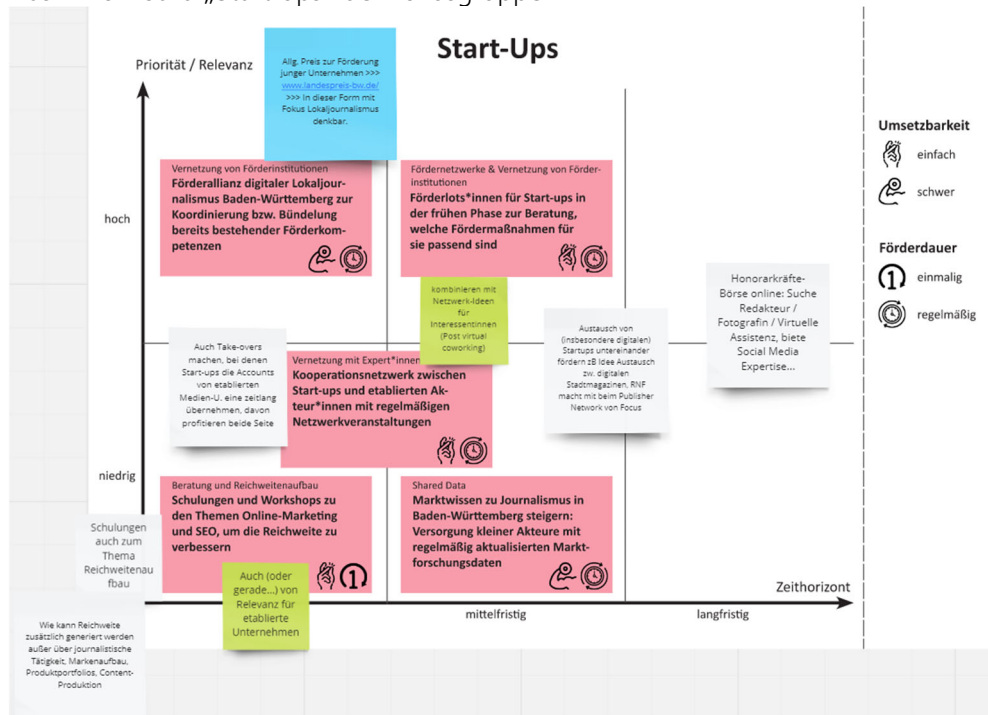 Start-Ups
Priorität / Relevanz
Allg. Preis zur Förderung
junger Unternehmen >>>
www.landespreis-bw.de/
>>> In dieser Form mit
Fokus Lokaljournalismus
denkbar.
Umsetzbarkeit
einfach
schwer
Förderdauer
1
einmalig
regelmäßig
hoch
Vernetzung von Förderinstitutionen
Förderallianz digitaler Lokaljour-
nalismus Baden-Württemberg zur
Koordinierung bzw. Bündelung
bereits bestehender Förderkom-
petenzen
Fördernetzwerke & Vernetzung von Förder-
institutionen
Förderlots*innen für Start-ups in
der frühen Phase zur Beratung,
welche Fördermaßnahmen für
sie passend sind
kombinieren mit
Netzwerk-Ideen
für
Interessentinnen
(Post virtual
coworking)
Honorarkräfte-
Börse online: Suche
Redakteur /
Fotografin / Virtuelle
Assistenz, biete
Social Media
Expertise...
Auch Take-overs
machen, bei denen
Start-ups die Accounts
von etablierten
Medien-U. eine zeitlang
übernehmen, davon
profitieren beide Seite
Vernetzung mit Expert*innen
Kooperationsnetzwerk zwischen
Start-ups und etablierten Ak-
teur*innen mit regelmäßigen
Netzwerkveranstaltungen
Austausch von
(insbesondere digitalen)
Startups untereinander
fördern zB Idee Austausch
zw. digitalen
Stadtmagazinen, RNF
macht mit beim Publisher
Network von Focus
niedrig
Beratung und Reichweitenaufbau
Schulungen und Workshops zu
den Themen Online-Marketing
und SEO, um die Reichweite zu
verbessern
1
Shared Data
Marktwissen zu Journalismus in
Baden-Württemberg steigern:
Versorgung kleiner Akteure mit
regelmäßig aktualisierten Markt-
forschungsdaten
Schulungen
auch zum
Thema
Reichweitenau
fbau
Auch (oder
gerade...) von
Relevanz für
etablierte
Unternehmen
Zeithorizont
mittelfristig
langfristig
Wie kann Reichweite
zusätzlich generiert werden
außer über journalistische
Tätigkeit, Markenaufbau,
Produktportfolios, Content-
Produktion